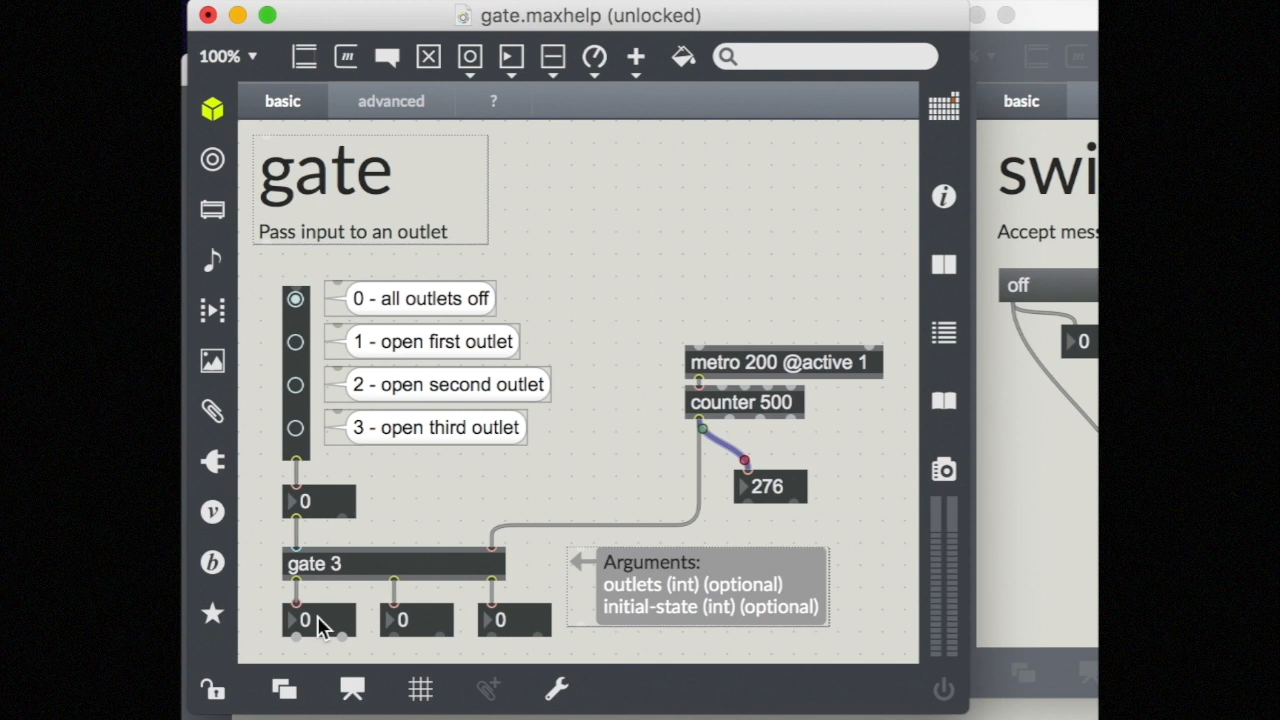 gate.maxhelp (unlocked)
100%
basic
advanced
?
basic
gate
Pass input to an outlet
swi
Accept mess
off
0
0 - all outlets off
1 - open first outlet
2 - open second outlet
3 - open third outlet
metro 200 @active 1
counter 500
276
0
gate 3
Arguments:
outlets (int) (optional)
initial-state (int) (optional)
0
0
0